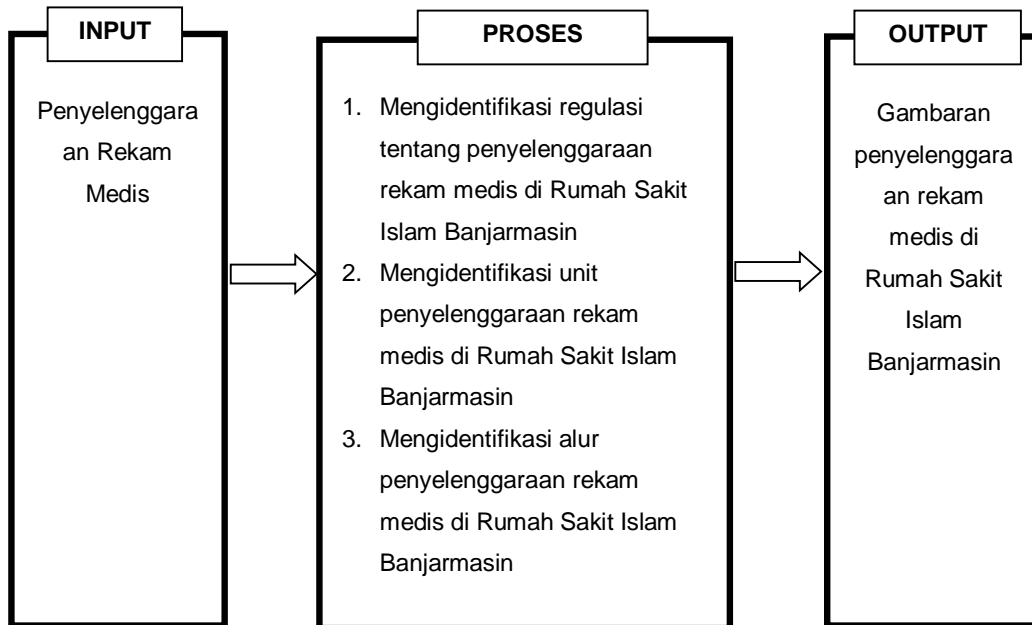 INPUT
Penyelenggara
an Rekam
Medis
PROSES
1. Mengidentifikasi regulasi
tentang penyelenggaraan
rekam medis di Rumah Sakit
Islam Banjarmasin
2. Mengidentifikasi unit
penyelenggaraan rekam
medis di Rumah Sakit Islam
Banjarmasin
3. Mengidentifikasi alur
penyelenggaraan rekam
medis di Rumah Sakit Islam
Banjarmasin
OUTPUT
Gambaran
penyelenggara
an rekam
medis di
Rumah Sakit
Islam
Banjarmasin